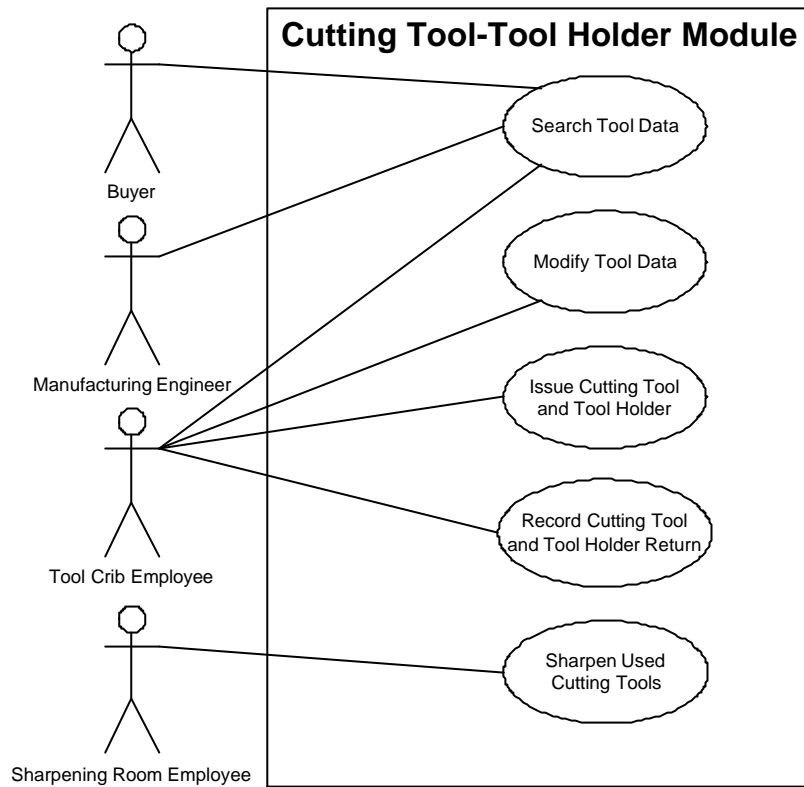 Cutting Tool-Tool Holder Module
Search Tool Data
Buyer
Modify Tool Data
Manufacturing Engineer
Issue Cutting Tool
and Tool Holder
Record Cutting Tool
and Tool Holder Return
Tool Crib Employee
Sharpen Used
Cutting Tools
Sharpening Room Employee